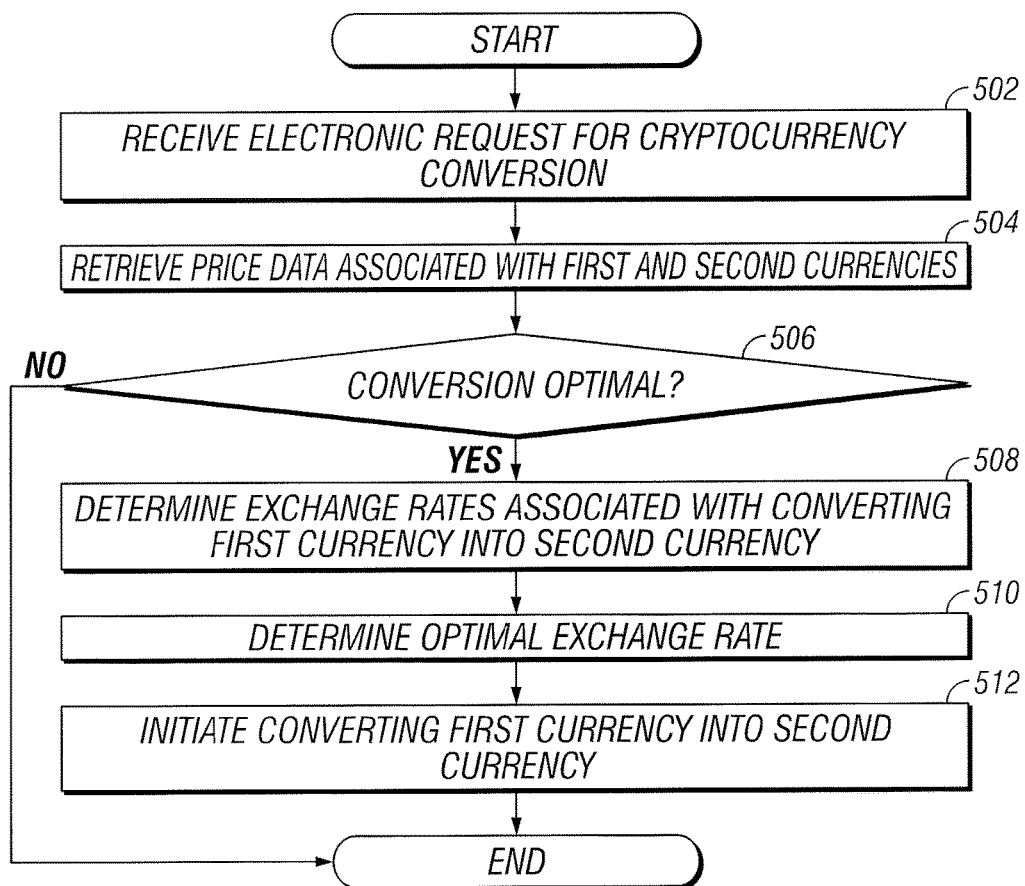 START
502
RECEIVE ELECTRONIC REQUEST FOR CRYPTOCURRENCY
CONVERSION
504
RETRIEVE PRICE DATA ASSOCIATED WITH FIRST AND SECOND CURRENCIES
506
NO
CONVERSION OPTIMAL?
YES
508
DETERMINE EXCHANGE RATES ASSOCIATED WITH CONVERTING
FIRST CURRENCY INTO SECOND CURRENCY
510
DETERMINE OPTIMAL EXCHANGE RATE
512
INITIATE CONVERTING FIRST CURRENCY INTO SECOND
CURRENCY
END